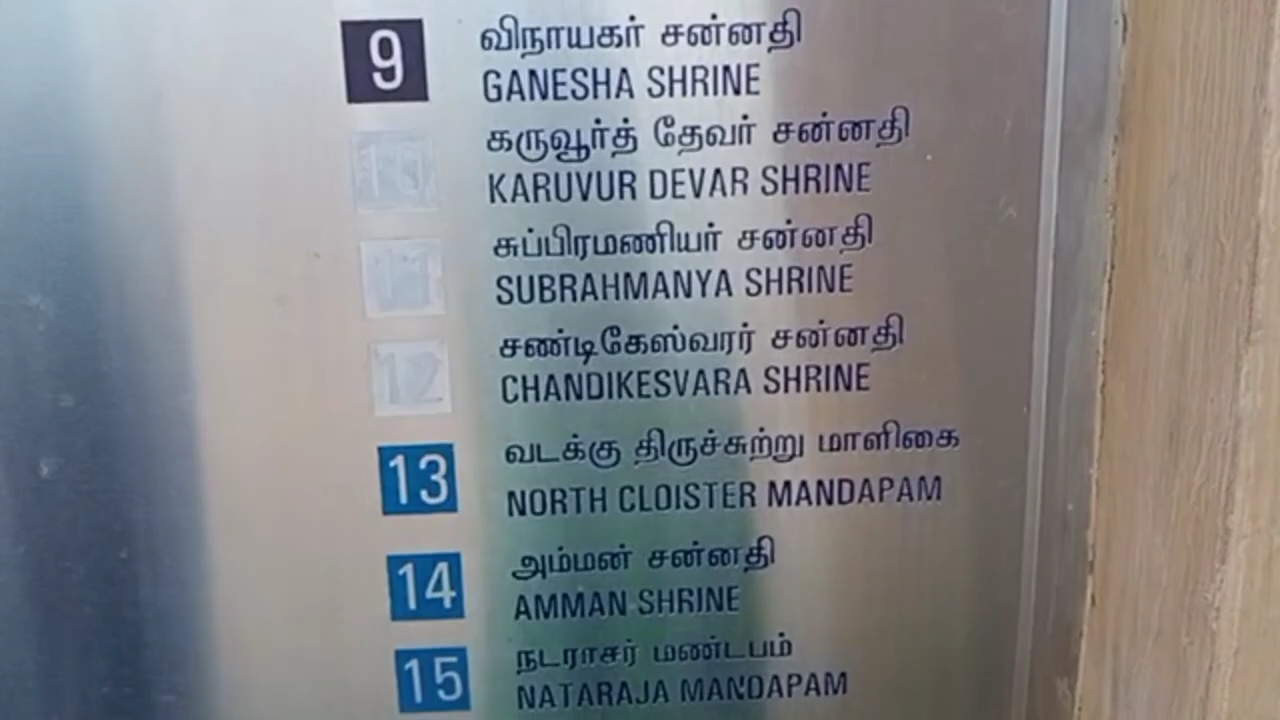 9 விநாயகர் சன்னதி
GANESHA SHRINE
10 கருவூர்த் தேவர் சன்னதி
KARUVUR DEVAR SHRINE
11 சுப்பிரமணியர் சன்னதி
SUBRAHMANYA SHRINE
12 சண்டிகேஸ்வரர் சன்னதி
CHANDIKESVARA SHRINE
13 வடக்கு திருச்சுற்று மாளிகை
NORTH CLOISTER MANDAPAM
14 அம்மன் சன்னதி
AMMAN SHRINE
15 நடராசர் மண்டபம்
NATARAJA MANDAPAM